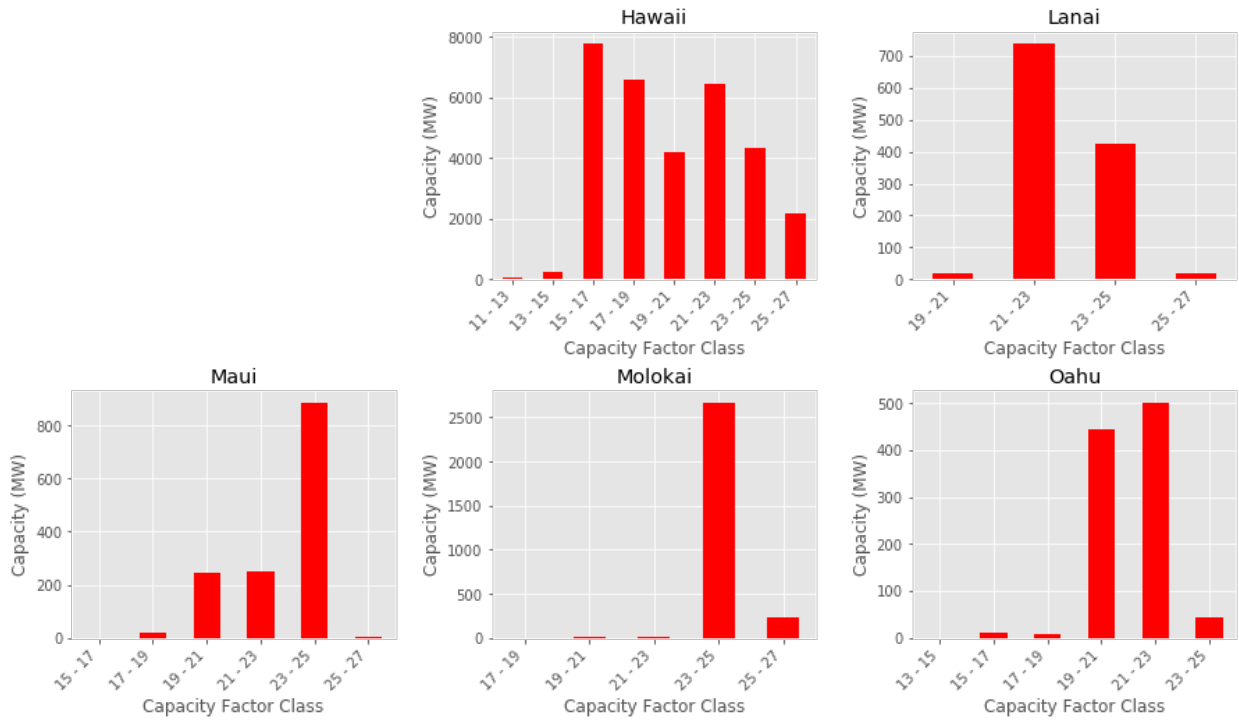 Hawaii
Capacity (MW)
8000
6000
4000
2000
0
11 - 13
13 - 15
15 - 17
17 - 19
19 - 21
21 - 23
23 - 25
25 - 27
Capacity Factor Class
Lanai
Capacity (MW)
700
600
500
400
300
200
100
0
19 - 21
21 - 23
23 - 25
25 - 27
Capacity Factor Class
Maui
Capacity (MW)
800
600
400
200
0
15 - 17
17 - 19
19 - 21
21 - 23
23 - 25
25 - 27
Capacity Factor Class
Molokai
Capacity (MW)
2500
2000
1500
1000
500
0
17 - 19
19 - 21
21 - 23
23 - 25
25 - 27
Capacity Factor Class
Oahu
Capacity (MW)
500
400
300
200
100
0
13 - 15
15 - 17
17 - 19
19 - 21
21 - 23
23 - 25
Capacity Factor Class